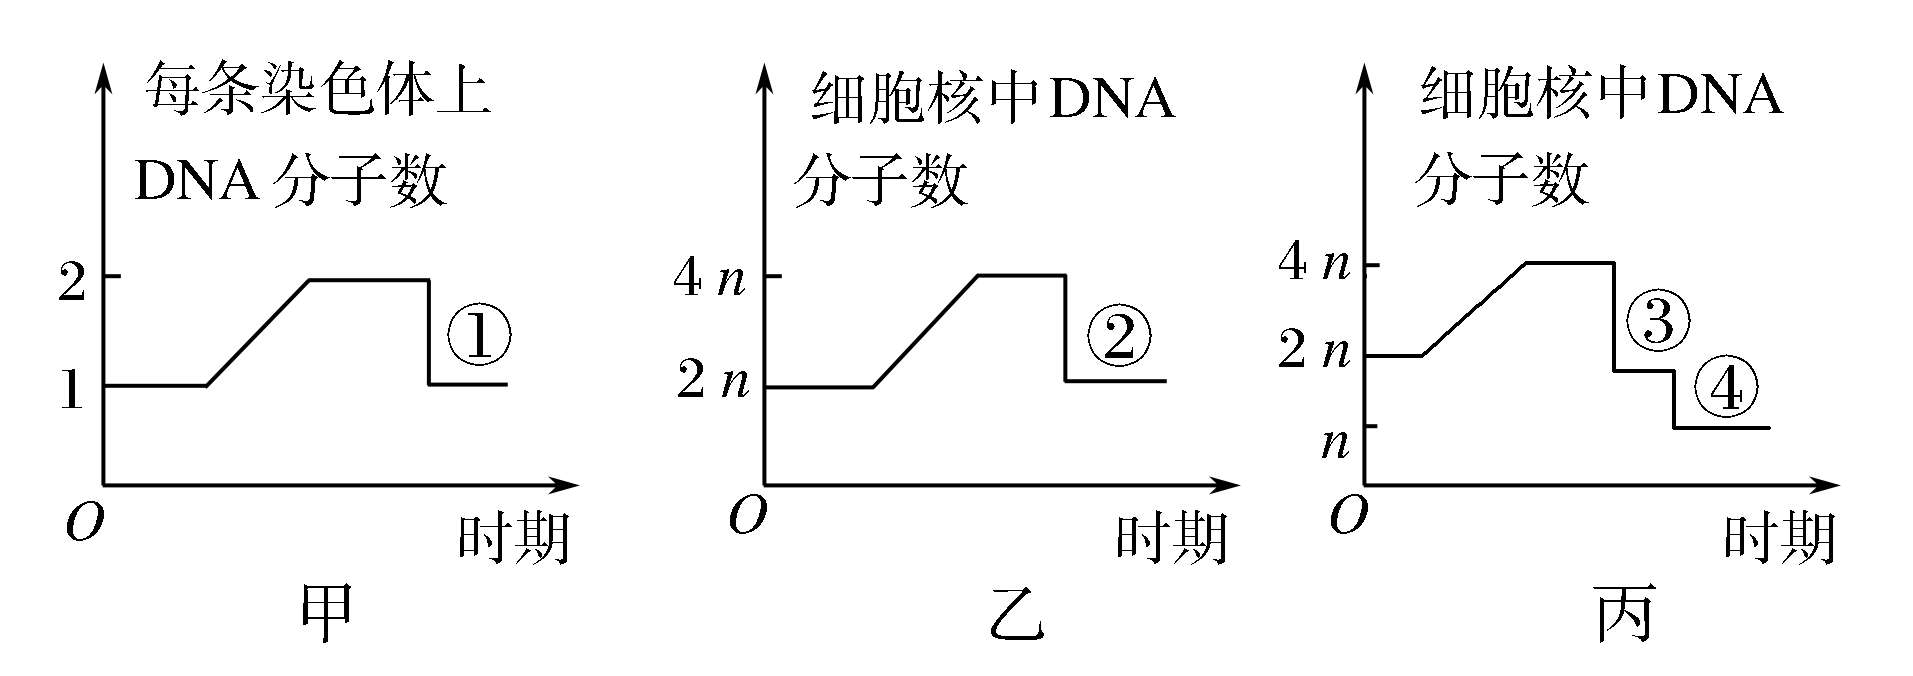 每条染色体上
DNA 分子数
2
1
①
O
时期
甲
细胞核中DNA
分子数
4 n
2 n
②
O
时期
乙
细胞核中DNA
分子数
4 n
2 n
n
③
④
O
时期
丙